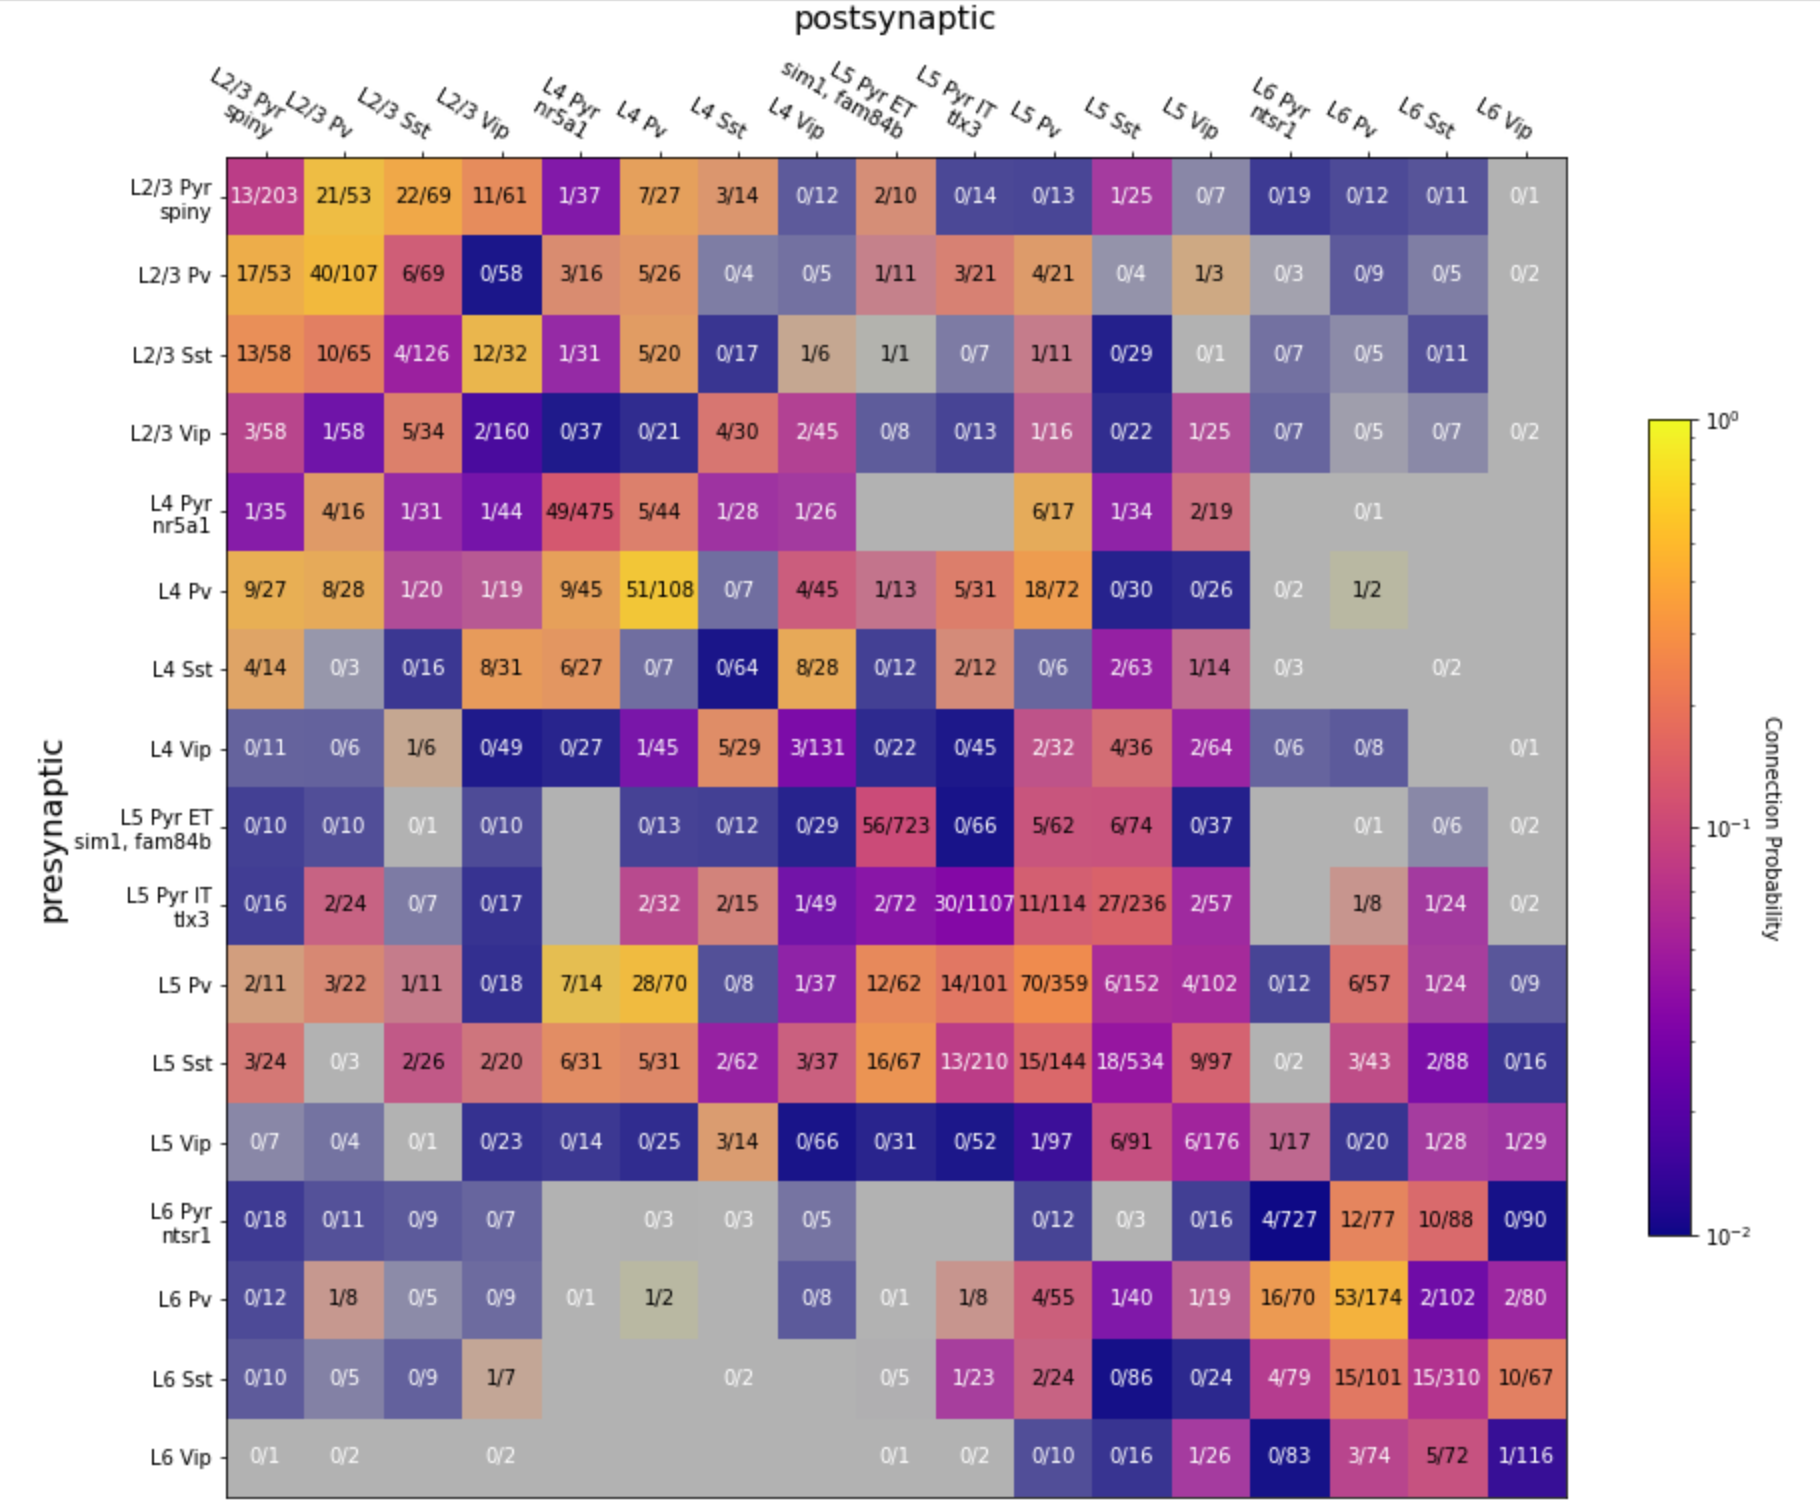 postsynaptic
L2/3 Pyr
spiny
L2/3 Pv
L2/3 Sst
L2/3 Vip
L4 Pyr
nr5a1
L4 Pv
L4 Sst
L4 Vip
L5 Pyr ET
sim1, fam84b
L5 Pyr IT
tlx3
L5 Pv
L5 Sst
L5 Vip
L6 Pyr
ntsr1
L6 Pv
L6 Sst
L6 Vip
presynaptic
L2/3 Pyr
spiny
13/203 21/53 22/69 11/61 1/37 7/27 3/14 0/12 2/10 0/14 0/13 1/25 0/7 0/19 0/12 0/11 0/1
L2/3 Pv 17/53 40/107 6/69 0/58 3/16 5/26 0/4 0/5 1/11 3/21 4/21 0/4 1/3 0/3 0/9 0/5 0/2
L2/3 Sst 13/58 10/65 4/126 12/32 1/31 5/20 0/17 1/6 1/1 0/7 1/11 0/29 0/1 0/7 0/5 0/11
L2/3 Vip 3/58 1/58 5/34 2/160 0/37 0/21 4/30 2/45 0/8 0/13 1/16 0/22 1/25 0/7 0/5 0/7 0/2
L4 Pyr
nr5a1
1/35 4/16 1/31 1/44 49/475 5/44 1/28 1/26 6/17 1/34 2/19 0/1
L4 Pv 9/27 8/28 1/20 1/19 9/45 51/108 0/7 4/45 1/13 5/31 18/72 0/30 0/26 0/2 1/2
L4 Sst 4/14 0/3 0/16 8/31 6/27 0/7 0/64 8/28 0/12 2/12 0/6 2/63 1/14 0/3 0/2
L4 Vip 0/11 0/6 1/6 0/49 0/27 1/45 5/29 3/131 0/22 0/45 2/32 4/36 2/64 0/6 0/8 0/1
L5 Pyr ET
sim1, fam84b
0/10 0/10 0/1 0/10 0/13 0/12 0/29 56/723 0/66 5/62 6/74 0/37 0/1 0/6 0/2
L5 Pyr IT
tlx3
0/16 2/24 0/7 0/17 2/32 2/15 1/49 2/72 30/1107 11/114 27/236 2/57 1/8 1/24 0/2
L5 Pv 2/11 3/22 1/11 0/18 7/14 28/70 0/8 1/37 12/62 14/101 70/359 6/152 4/102 0/12 6/57 1/24 0/9
L5 Sst 3/24 0/3 2/26 2/20 6/31 5/31 2/62 3/37 16/67 13/210 15/144 18/534 9/97 0/2 3/43 2/88 0/16
L5 Vip 0/7 0/4 0/1 0/23 0/14 0/25 3/14 0/66 0/31 0/52 1/97 6/91 6/176 1/17 0/20 1/28 1/29
L6 Pyr
ntsr1
0/18 0/11 0/9 0/7 0/3 0/3 0/5 0/12 0/3 0/16 4/727 12/77 10/88 0/90
L6 Pv 0/12 1/8 0/5 0/9 0/1 1/2 0/8 0/1 1/8 4/55 1/40 1/19 16/70 53/174 2/102 2/80
L6 Sst 0/10 0/5 0/9 1/7 0/2 0/5 1/23 2/24 0/86 0/24 4/79 15/101 15/310 10/67
L6 Vip 0/1 0/2 0/2 0/1 0/2 0/10 0/16 1/26 0/83 3/74 5/72 1/116
10⁰
10⁻¹
10⁻²
Connection Probability